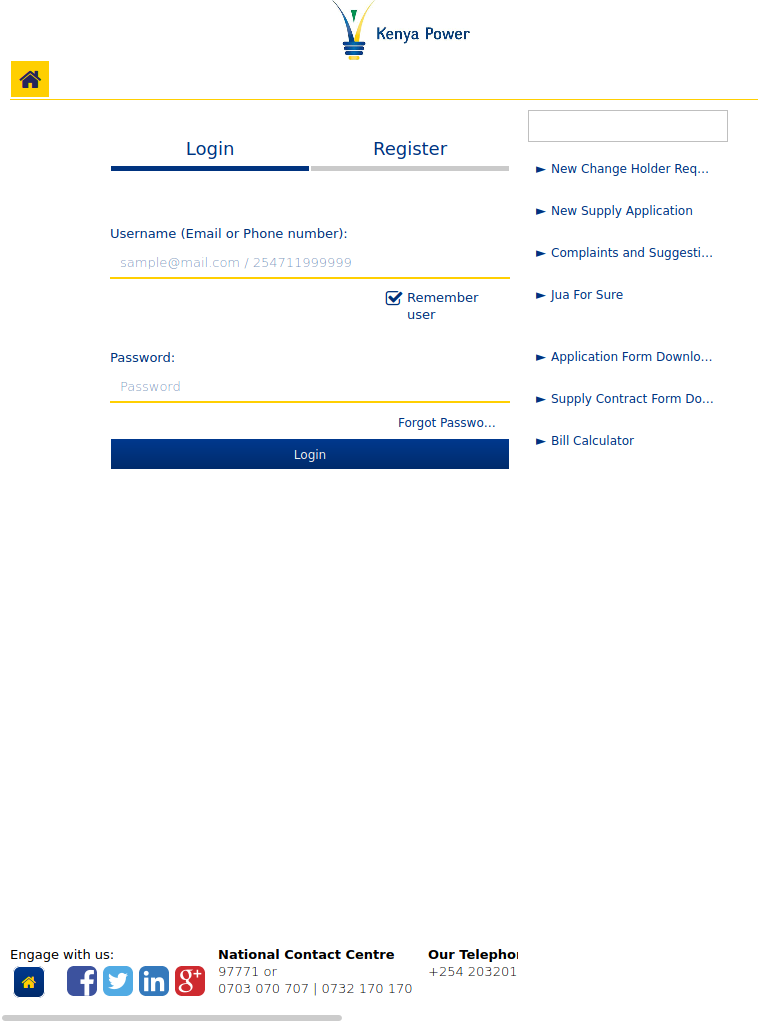 Kenya Power
Login
Register
Username (Email or Phone number):
sample@mail.com / 254711999999
Remember
user
Password:
Password
Forgot Passwo...
Login
► New Change Holder Req...
► New Supply Application
► Complaints and Suggesti...
► Jua For Sure
► Application Form Downlo...
► Supply Contract Form Do...
► Bill Calculator
Engage with us:
National Contact Centre
97771 or
0703 070 707 | 0732 170 170
Our Telepho
+254 203201